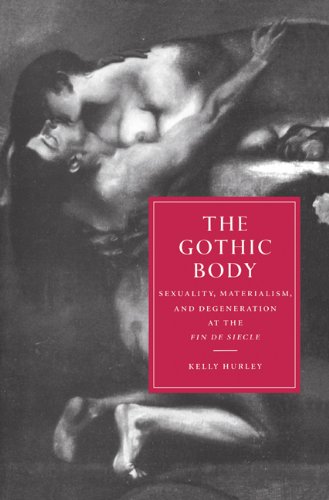 THE
GOTHIC
BODY
SEXUALITY, MATERIALISM,
AND DEGENERATION
AT THE
FIN DE SIECLE
KELLY HURLEY